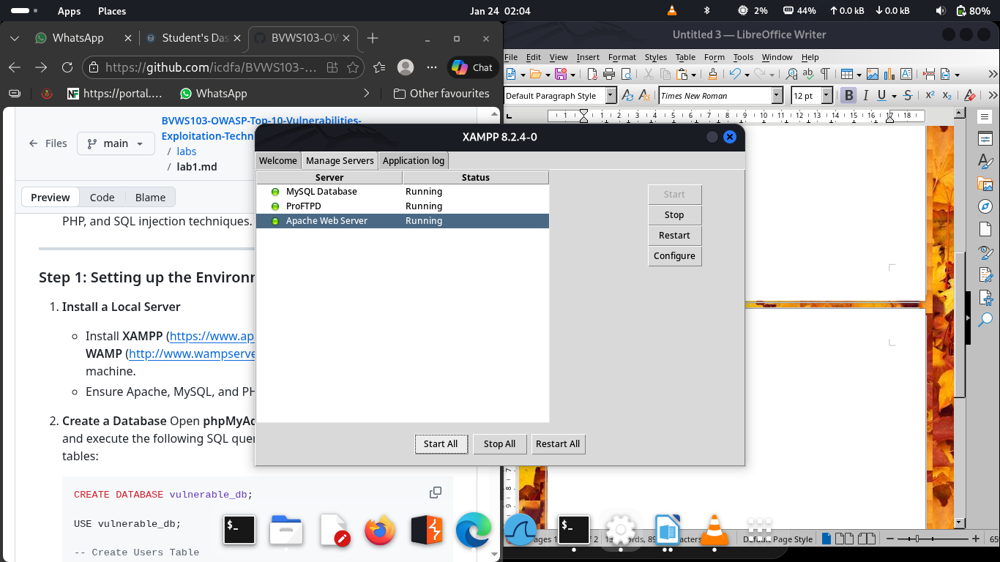 Apps Places Jan 24 02:04 2% 44% 0.0 kB 0.0 kB 80%
WhatsApp Student's Das BVWS103-OW
https://github.com/icdfa/BVWS103-... Chat
https://portal.... WhatsApp Other favourites
Files main
BVWS103-OWASP-Top-10-Vulnerabilities-
Exploitation-Techn
/ labs
/ lab1.md
Preview Code Blame
PHP, and SQL injection techniques.
Step 1: Setting up the Environm
1. Install a Local Server
Install XAMPP (https://www.ap
WAMP (http://www.wampserve
machine.
Ensure Apache, MySQL, and PH
2. Create a Database Open phpMyAd
and execute the following SQL quer
tables:
CREATE DATABASE vulnerable_db;
USE vulnerable_db;
-- Create Users Table
XAMPP 8.2.4-0
Welcome Manage Servers Application log
Server Status
MySQL Database Running
ProFTPD Running
Apache Web Server Running
Start
Stop
Restart
Configure
Start All Stop All Restart All
Untitled 3 — LibreOffice Writer
File Edit View Insert Format Styles Table Form Tools Window Help
Default Paragraph Style Times New Roman 12 pt B I U S
1 1 2 3 4 5 6 7 8 9 10 11 12 13 14 15 16 17 18
7
8
9
ages 1 of 2 words, 89 aracters Default Page Style 65